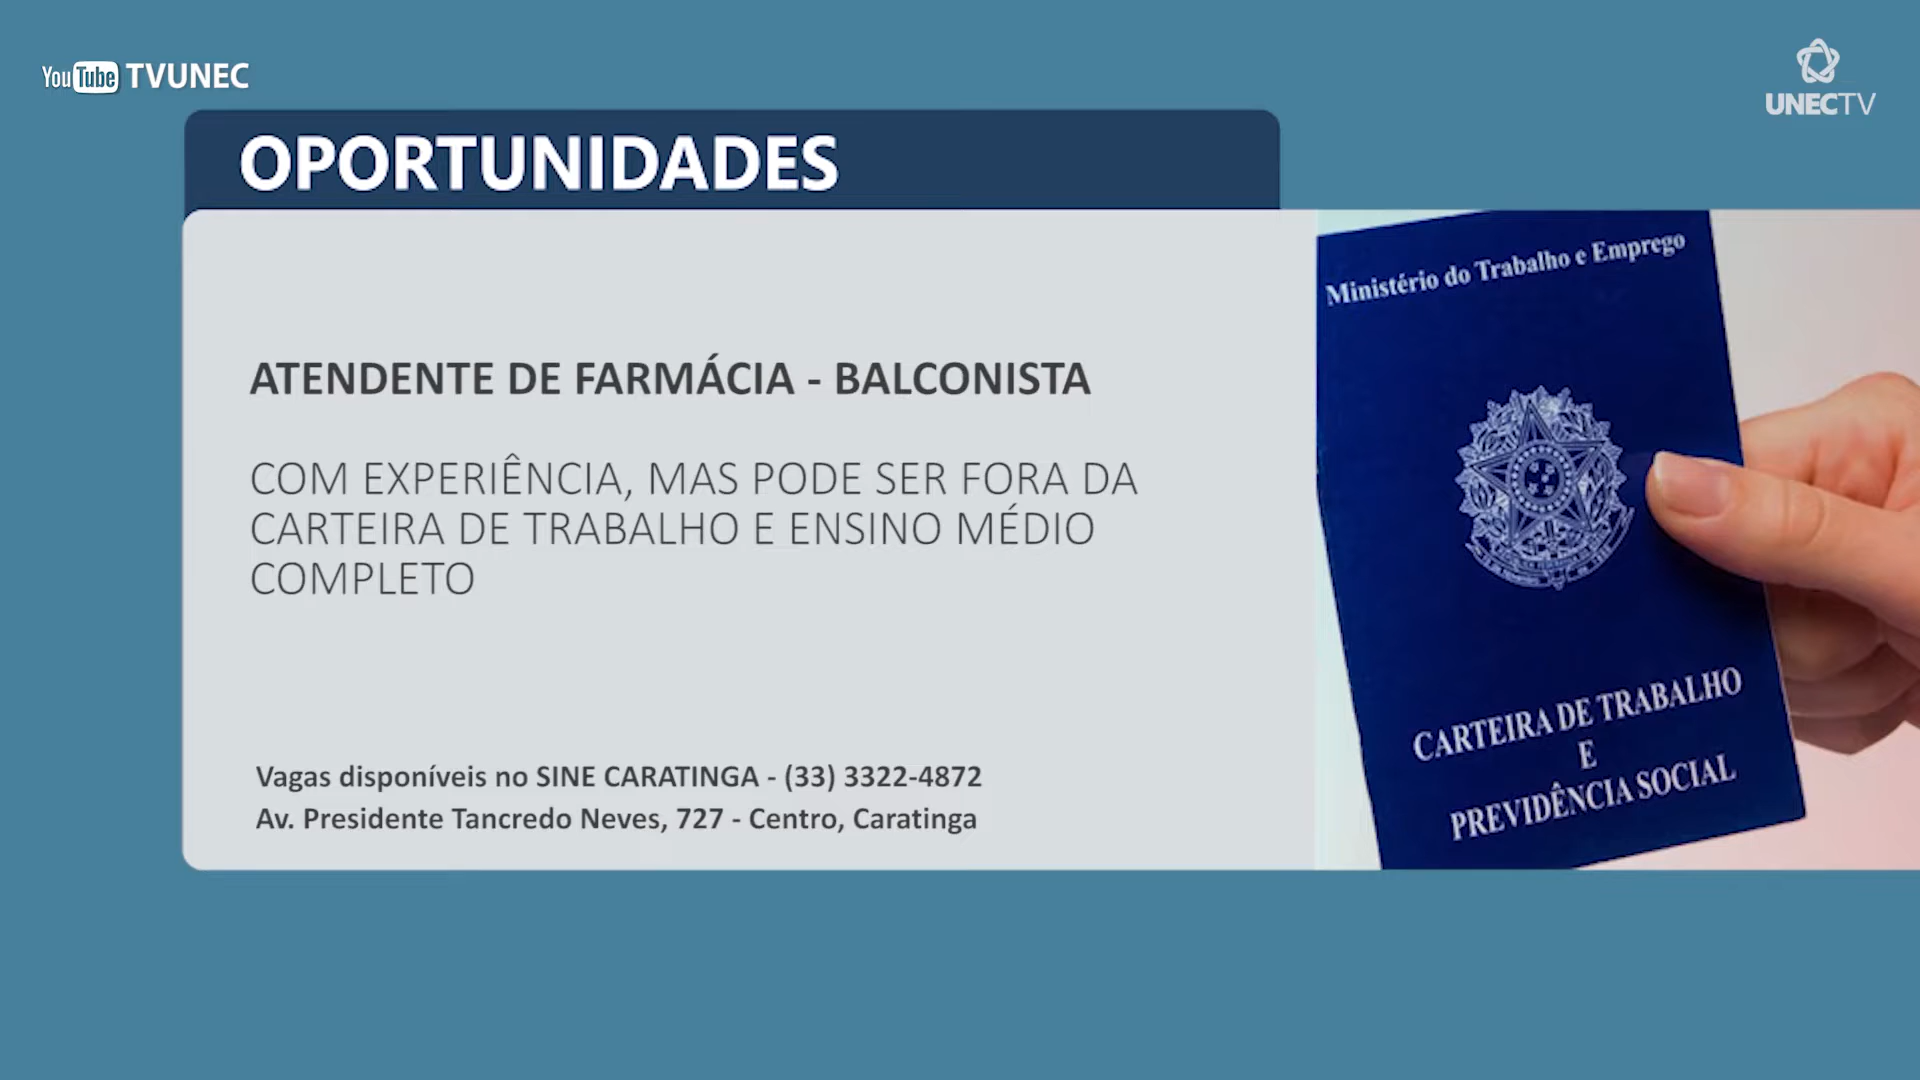 YouTube TVUNEC
UNECTV
OPORTUNIDADES
ATENDENTE DE FARMÁCIA - BALCONISTA
COM EXPERIÊNCIA, MAS PODE SER FORA DA
CARTEIRA DE TRABALHO E ENSINO MÉDIO
COMPLETO
Vagas disponíveis no SINE CARATINGA - (33) 3322-4872
Av. Presidente Tancredo Neves, 727 - Centro, Caratinga
Ministério do Trabalho e Emprego
CARTEIRA DE TRABALHO
E
PREVIDÊNCIA SOCIAL